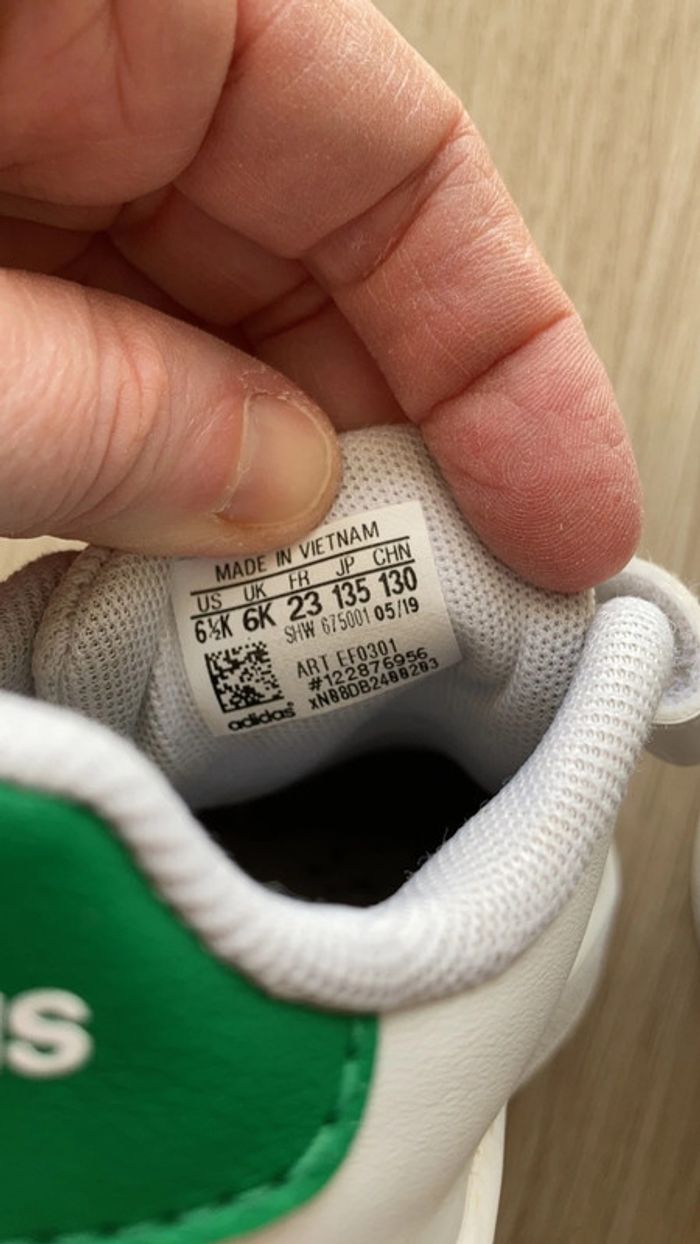 MADE IN VIETNAM
US UK FR JP CHN
6½K 6K 23 135 130
SHW 675001 05/19
ART EF0301
#122876956
xN08DB2400203
adidas